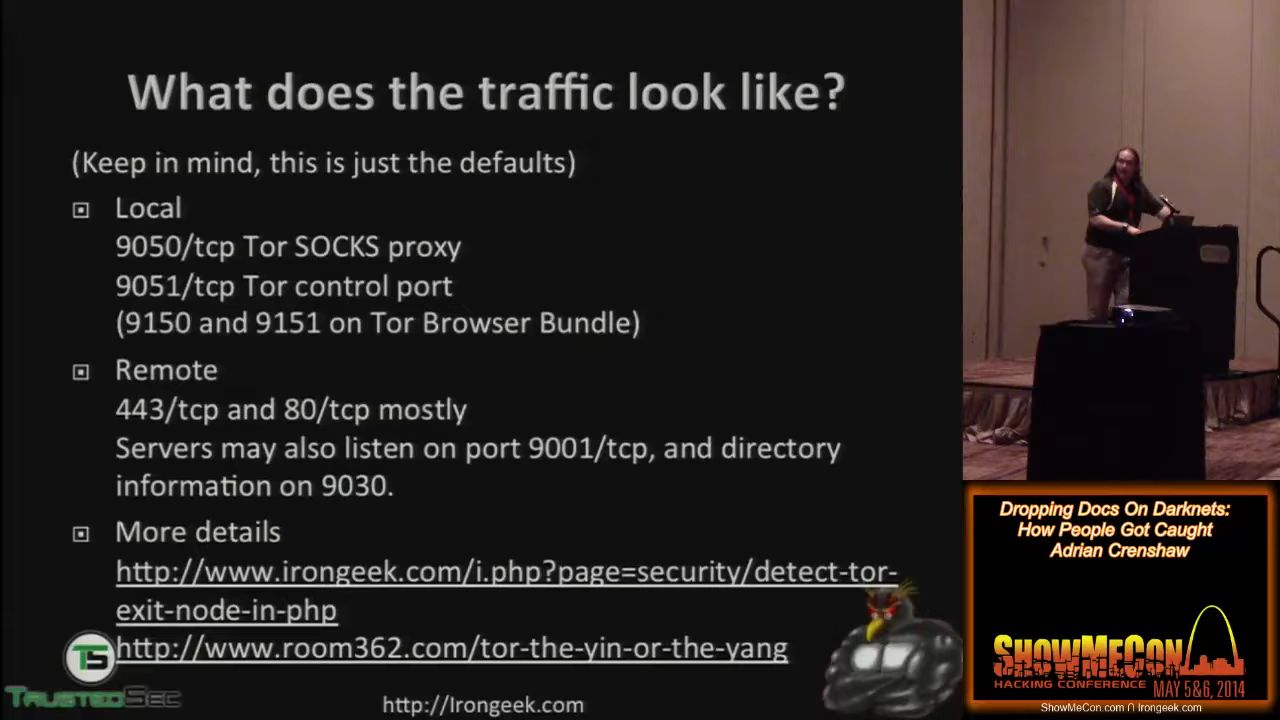 What does the traffic look like?
(Keep in mind, this is just the defaults)
Local
9050/tcp Tor SOCKS proxy
9051/tcp Tor control port
(9150 and 9151 on Tor Browser Bundle)
Remote
443/tcp and 80/tcp mostly
Servers may also listen on port 9001/tcp, and directory
information on 9030.
More details
http://www.irongeek.com/i.php?page=security/detect-tor-
exit-node-in-php
http://www.room362.com/tor-the-yin-or-the-yang
TS
TRUSTEDSEC
http://Irongeek.com
Dropping Docs On Darknets:
How People Got Caught
Adrian Crenshaw
SHOWMECON
HACKING CONFERENCE
MAY 5&6, 2014
ShowMeCon.com ∩ Irongeek.com